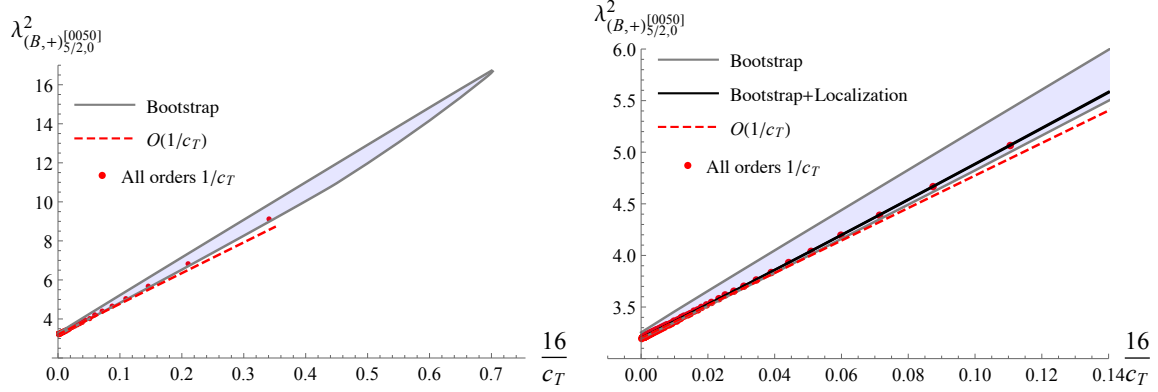 λ²_{(B,+)^{[0050]}_{5/2,0}}
16
14
12
10
8
6
4
Bootstrap
O(1/c_T)
All orders 1/c_T
0.0 0.1 0.2 0.3 0.4 0.5 0.6 0.7
16/c_T
λ²_{(B,+)^{[0050]}_{5/2,0}}
6.0
5.5
5.0
4.5
4.0
3.5
3.0
Bootstrap
Bootstrap+Localization
O(1/c_T)
All orders 1/c_T
0.00 0.02 0.04 0.06 0.08 0.10 0.12 0.14
16/c_T